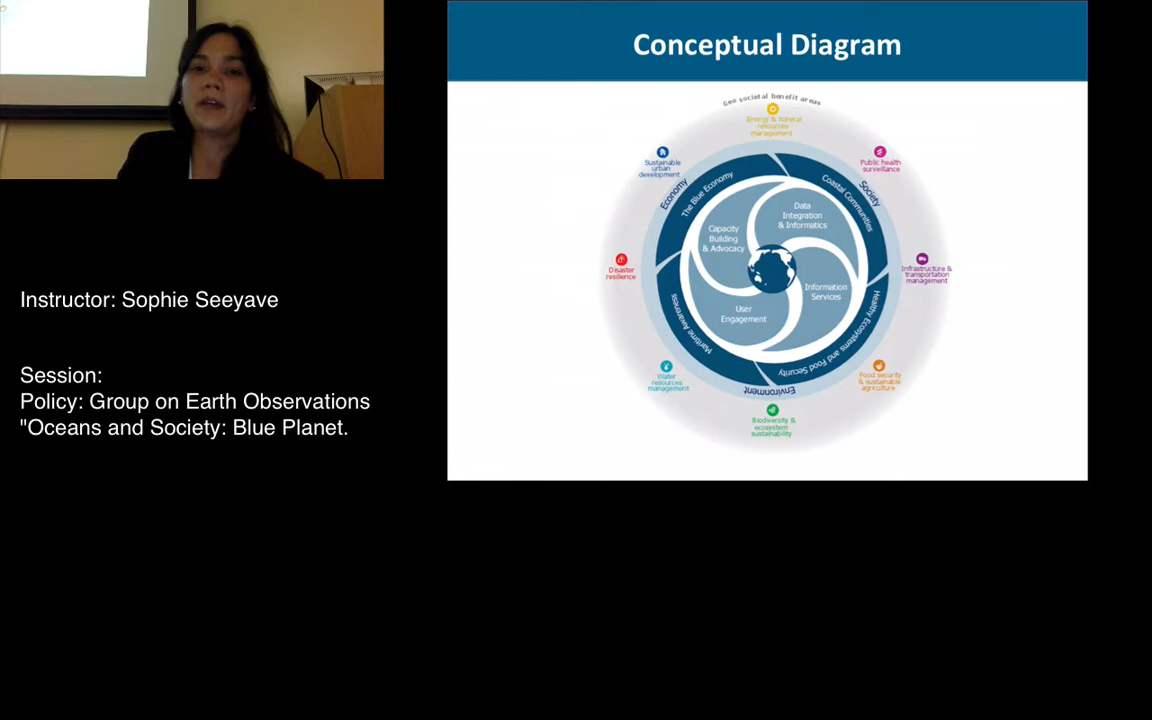 Conceptual Diagram
Geo societal benefit areas
Energy & mineral
resources
management
Sustainable
urban
development
Public health
surveillance
Economy
Society
The Blue Economy
Coastal Communities
Data
Integration
& Informatics
Capacity
Building
& Advocacy
Disaster
resilience
Infrastructure &
transportation
management
Information
Services
User
Engagement
Maritime Awareness
Healthy Ecosystems and Food Security
Water
resources
management
Food security
& sustainable
agriculture
Environment
Biodiversity &
ecosystem
sustainability
Instructor: Sophie Seeyave
Session:
Policy: Group on Earth Observations
"Oceans and Society: Blue Planet.